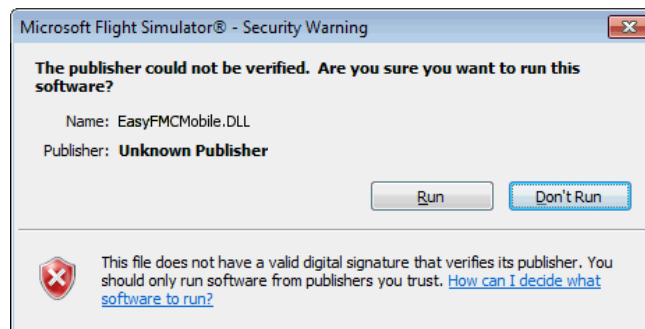 Microsoft Flight Simulator® - Security Warning
The publisher could not be verified.  Are you sure you want to run this
software?
Name: EasyFMCMobile.DLL
Publisher: Unknown Publisher
Run Don't Run
This file does not have a valid digital signature that verifies its publisher. You
should only run software from publishers you trust. How can I decide what
software to run?